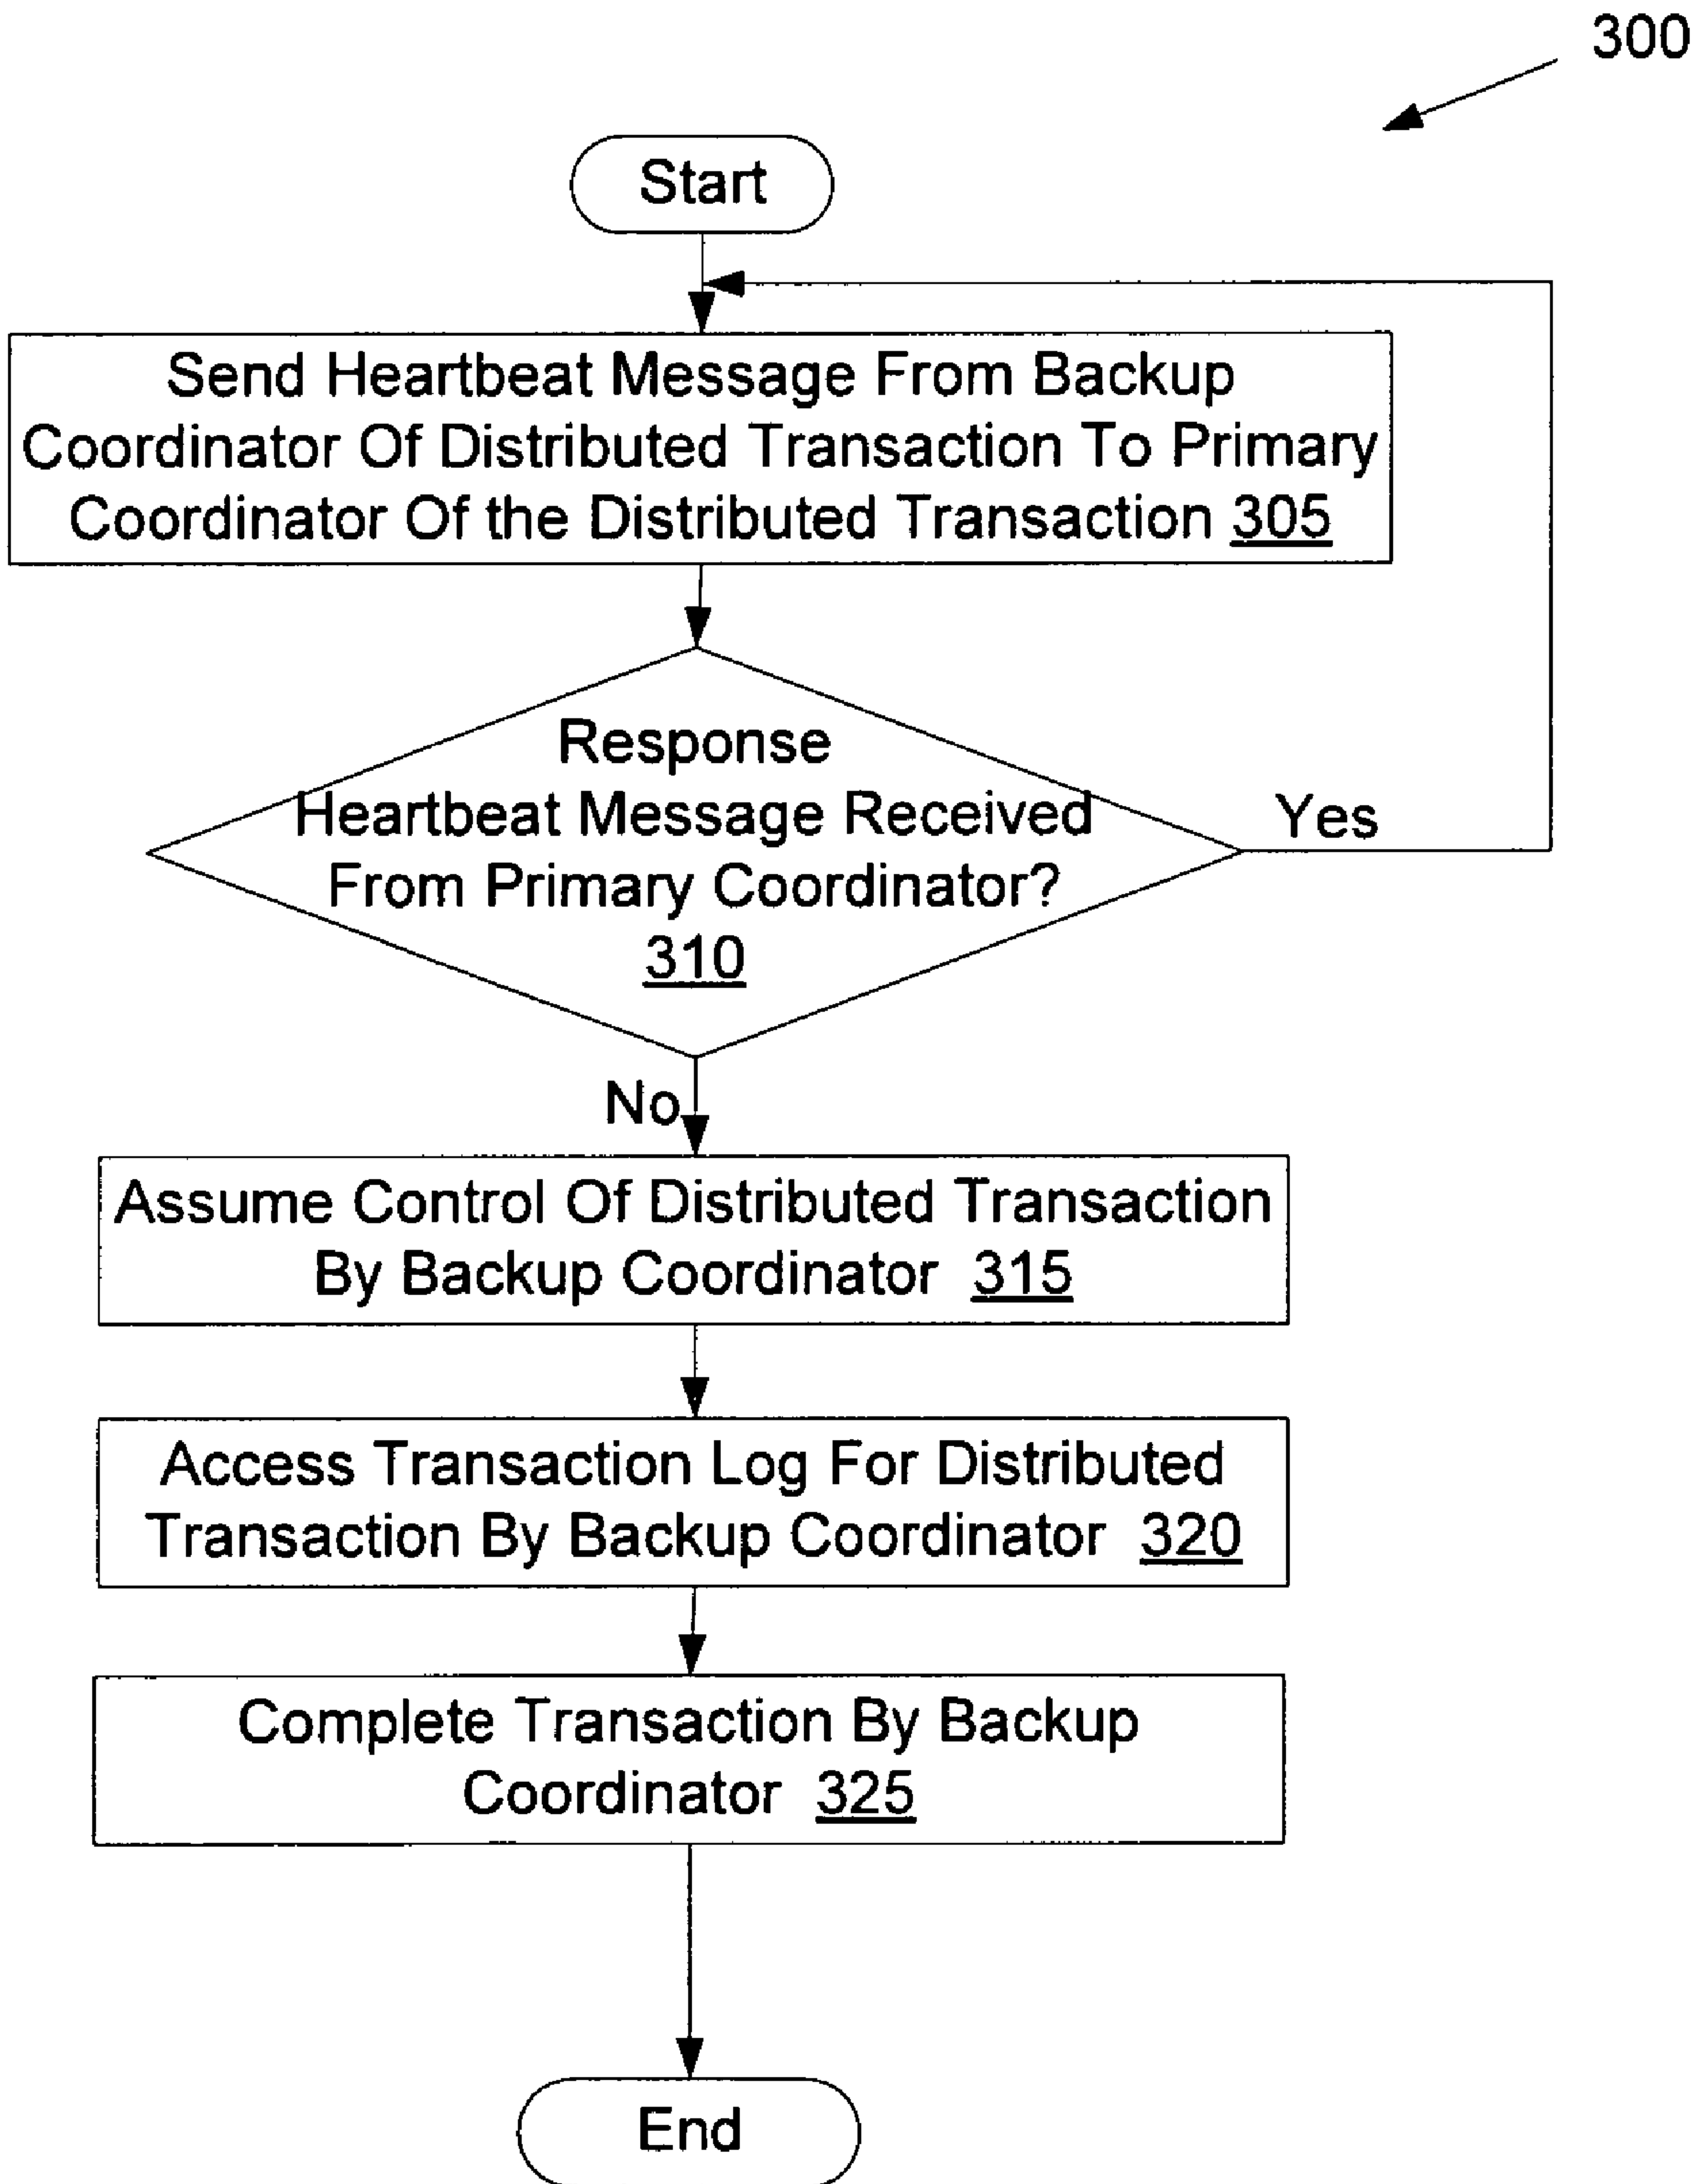 300
Start
Send Heartbeat Message From Backup
Coordinator Of Distributed Transaction To Primary
Coordinator Of the Distributed Transaction 305
Response
Heartbeat Message Received
From Primary Coordinator?
310
Yes
No
Assume Control Of Distributed Transaction
By Backup Coordinator 315
Access Transaction Log For Distributed
Transaction By Backup Coordinator 320
Complete Transaction By Backup
Coordinator 325
End